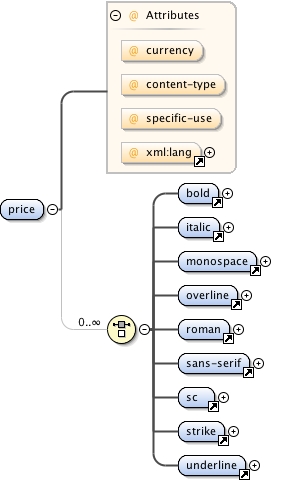 Attributes
@ currency
@ content-type
@ specific-use
@ xml:lang
price
0..∞
bold
italic
monospace
overline
roman
sans-serif
sc
strike
underline